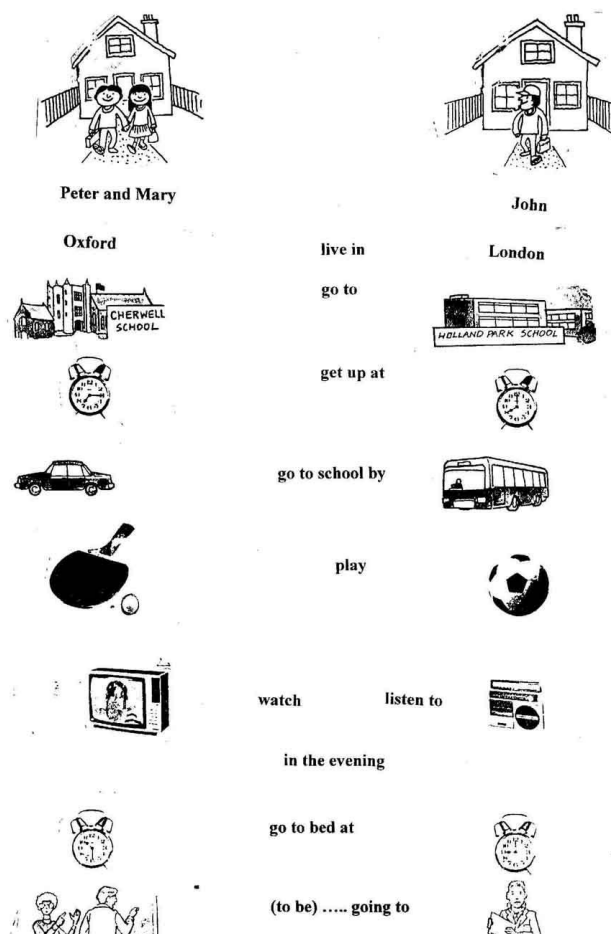 Peter and Mary
John
Oxford
live in
London
go to
CHERWELL
SCHOOL
HOLLAND PARK SCHOOL
get up at
go to school by
play
watch
listen to
in the evening
go to bed at
(to be) ..... going to